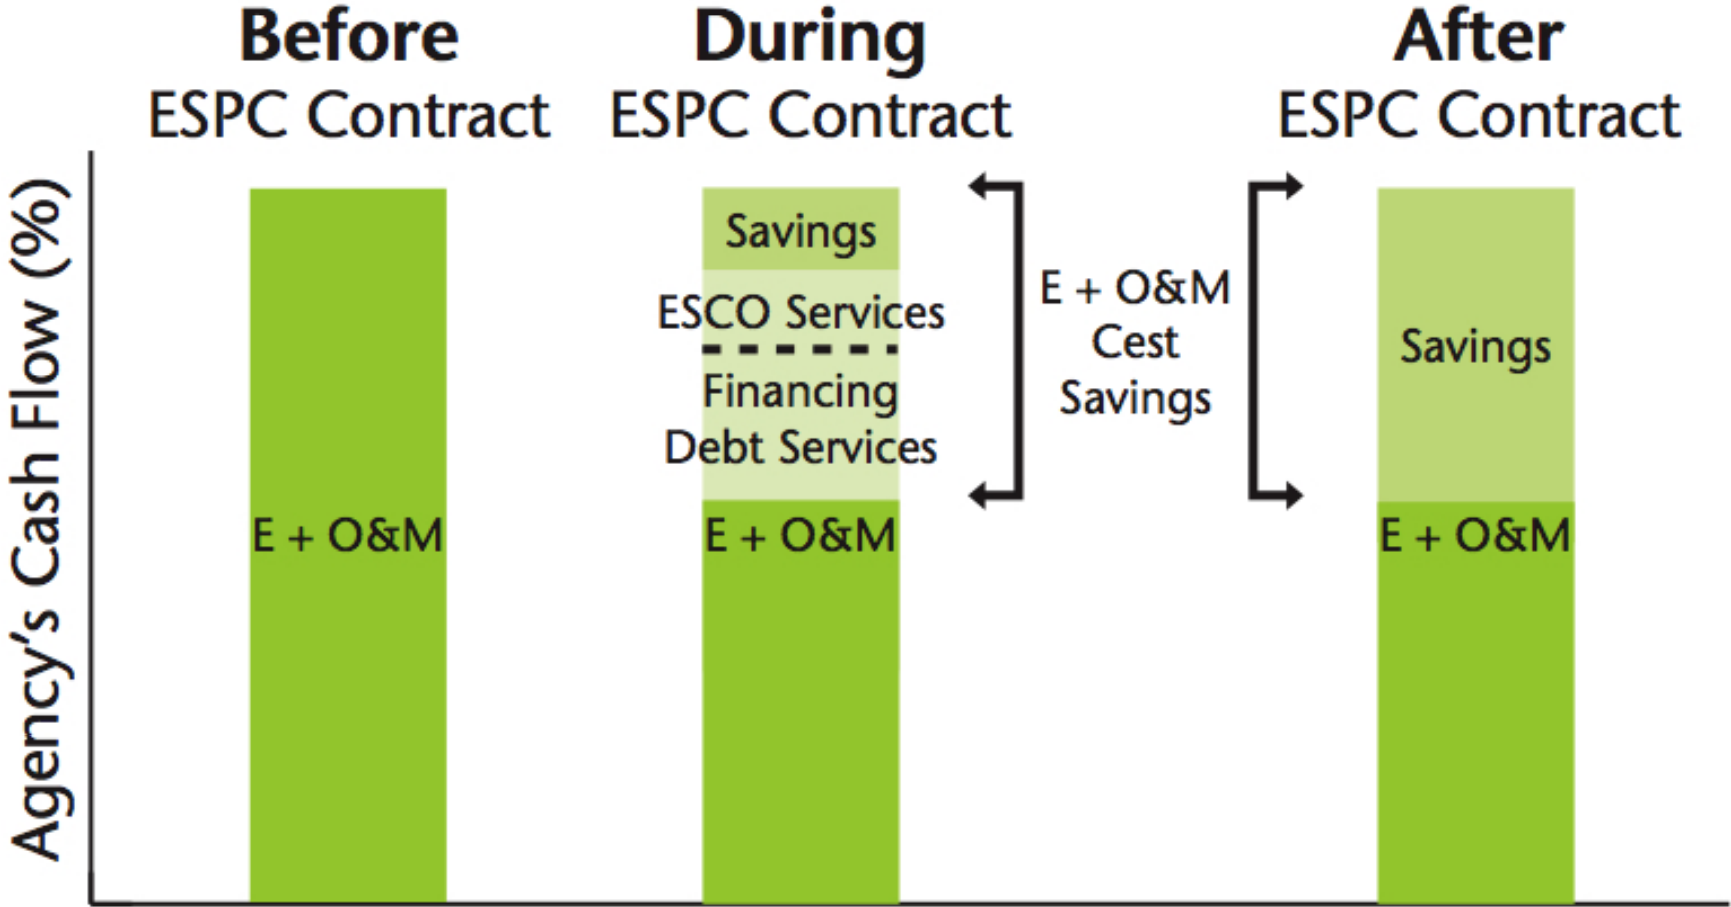 Before
ESPC Contract
During
ESPC Contract
After
ESPC Contract
Agency's Cash Flow (%)
E + O&M
Savings
ESCO Services
Financing
Debt Services
E + O&M
E + O&M
Cest
Savings
Savings
E + O&M